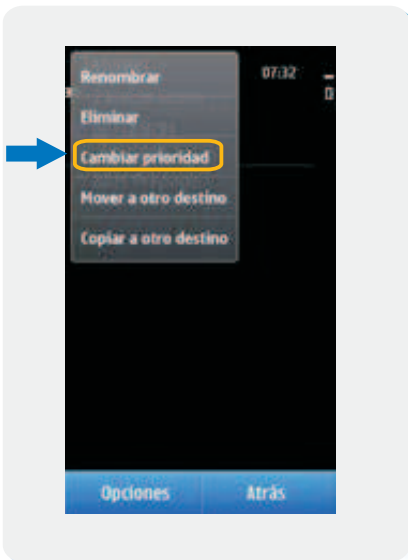 Renombrar
07:32
Eliminar
Cambiar prioridad
Mover a otro destino
Copiar a otro destino
Opciones
Atrás